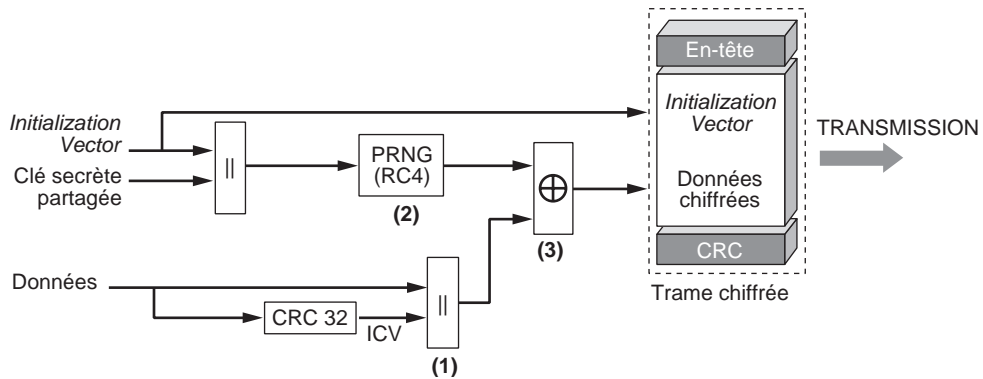 En-tête
Initialization
Vector
Données
chiffrées
CRC
Trame chiffrée
TRANSMISSION
Initialization
Vector
Clé secrète
partagée
||
PRNG
(RC4)
(2)
⊕
(3)
Données
CRC 32
ICV
||
(1)